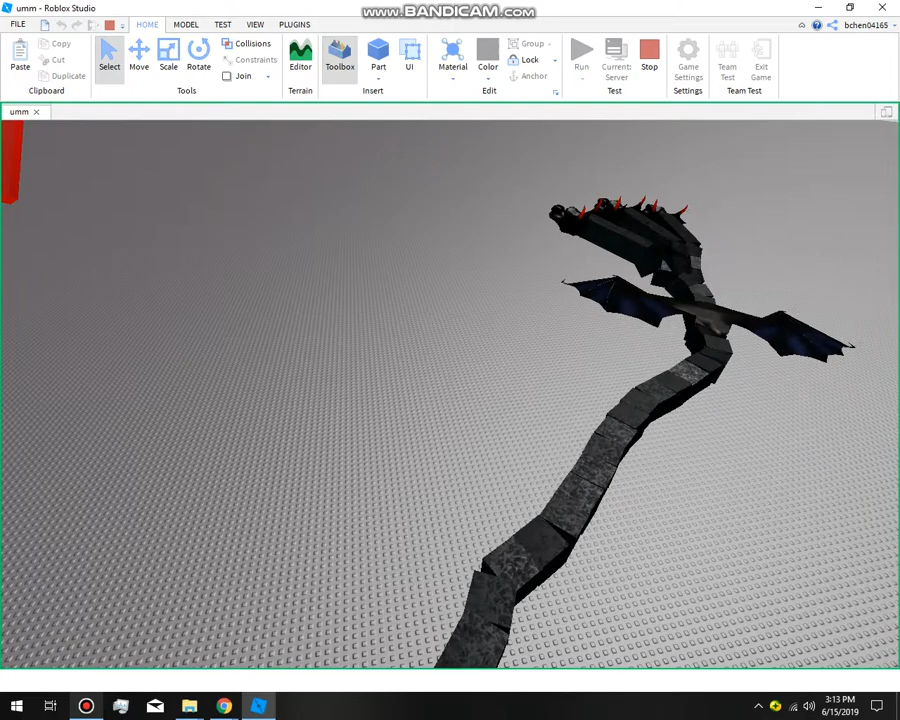 umm - Roblox Studio
www.BANDICAM.com
FILE HOME MODEL TEST VIEW PLUGINS bchen04165
Paste Copy Cut Duplicate
Select Move Scale Rotate Collisions Constraints Join
Editor Toolbox Part UI
Material Color Group Lock Anchor
Run Current: Server Stop
Game Settings Team Test Exit Game
Clipboard Tools Terrain Insert Edit Test Settings Team Test
umm
3:13 PM
6/15/2019